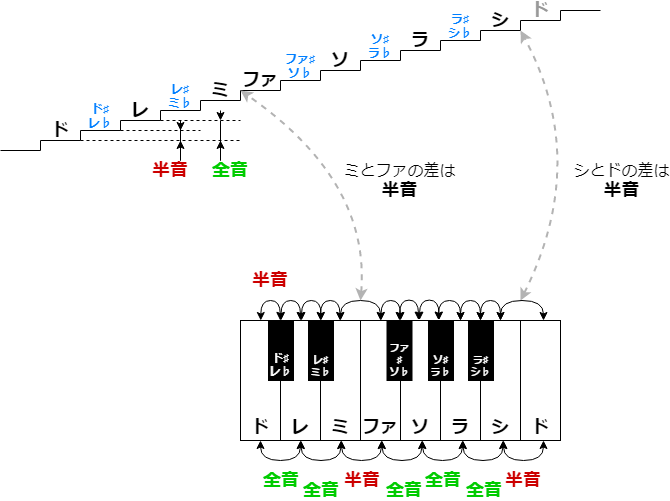 ド
シ
ラ♯
シ♭
ラ
ソ♯
ラ♭
ソ
ファ♯
ソ♭
ファ
ミ
レ♯
ミ♭
レ
ド♯
レ♭
ド
半音
全音
ミとファの差は
半音
シとドの差は
半音
半音
ド♯
レ♭
レ♯
ミ♭
ファ
♯
ソ♭
ソ♯
ラ♭
ラ♯
シ♭
ド レ ミ ファ ソ ラ シ ド
全音 全音 半音 全音 全音 全音 半音